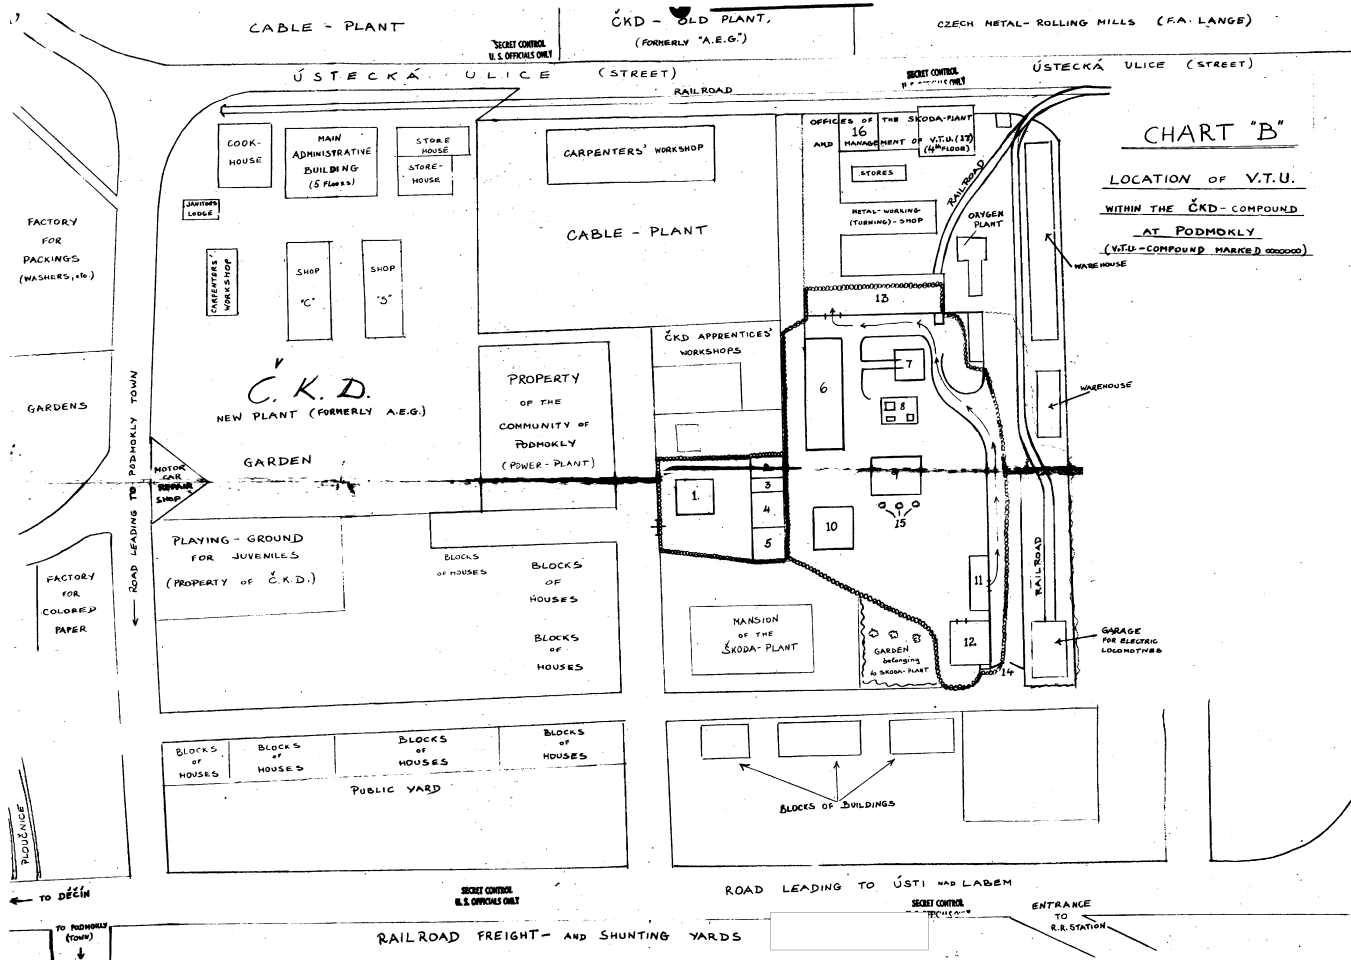 CABLE - PLANT
ČKD - OLD PLANT,
(FORMERLY "A.E.G.")
CZECH METAL-ROLLING MILLS (F.A. LANGE)
SECRET CONTROL
U. S. OFFICIALS ONLY
ÚSTECKÁ ULICE (STREET)
SECRET CONTROL
ÚSTECKÁ ULICE (STREET)
RAILROAD
CHART "B"
LOCATION OF V.T.U.
WITHIN THE ČKD-COMPOUND
AT PODMOKLY
(V.T.U.-COMPOUND MARKED oooooooo)
COOK-
HOUSE
MAIN
ADMINISTRATIVE
BUILDING
(5 FLOORS)
STORE
HOUSE
STORE-
HOUSE
CARPENTERS' WORKSHOP
OFFICES OF THE SKODA-PLANT
16
AND MANAGEMENT OF V.T.U. (17)
(4th FLOOR)
STORES
RAILROAD
JANITORS
LODGE
METAL-WORKING
(TURNING)-SHOP
OXYGEN
PLANT
FACTORY
FOR
PACKINGS
(WASHERS, etc.)
CABLE - PLANT
CARPENTERS'
WORKSHOP
SHOP
"C"
SHOP
"S"
WAREHOUSE
13
ČKD APPRENTICES'
WORKSHOPS
Č.K.D.
NEW PLANT (FORMERLY A.E.G.)
PROPERTY
OF THE
COMMUNITY OF
PODMOKLY
(POWER-PLANT)
6
7
8
WAREHOUSE
GARDENS
ROAD LEADING TO PODMOKLY TOWN
GARDEN
MOTOR
CAR
REPAIR
SHOP
1.
3
4
5
9
10
15
11
12.
14
RAILROAD
PLAYING-GROUND
FOR JUVENILES
(PROPERTY OF Č.K.D.)
BLOCKS
OF HOUSES
BLOCKS
OF
HOUSES
BLOCKS
OF
HOUSES
FACTORY
FOR
COLORED
PAPER
MANSION
OF THE
ŠKODA-PLANT
GARDEN
belonging
to SKODA-PLANT
GARAGE
FOR ELECTRIC
LOCOMOTIVES
BLOCKS
OF
HOUSES
BLOCKS
OF
HOUSES
BLOCKS
OF
HOUSES
BLOCKS
OF
HOUSES
PUBLIC YARD
BLOCKS OF BUILDINGS
PLOUČNICE
TO DĚČÍN
SECRET CONTROL
U. S. OFFICIALS ONLY
ROAD LEADING TO ÚSTI NAD LABEM
SECRET CONTROL
ENTRANCE
TO
R.R. STATION
TO PODMOKLY
(TOWN)
RAILROAD FREIGHT- AND SHUNTING YARDS